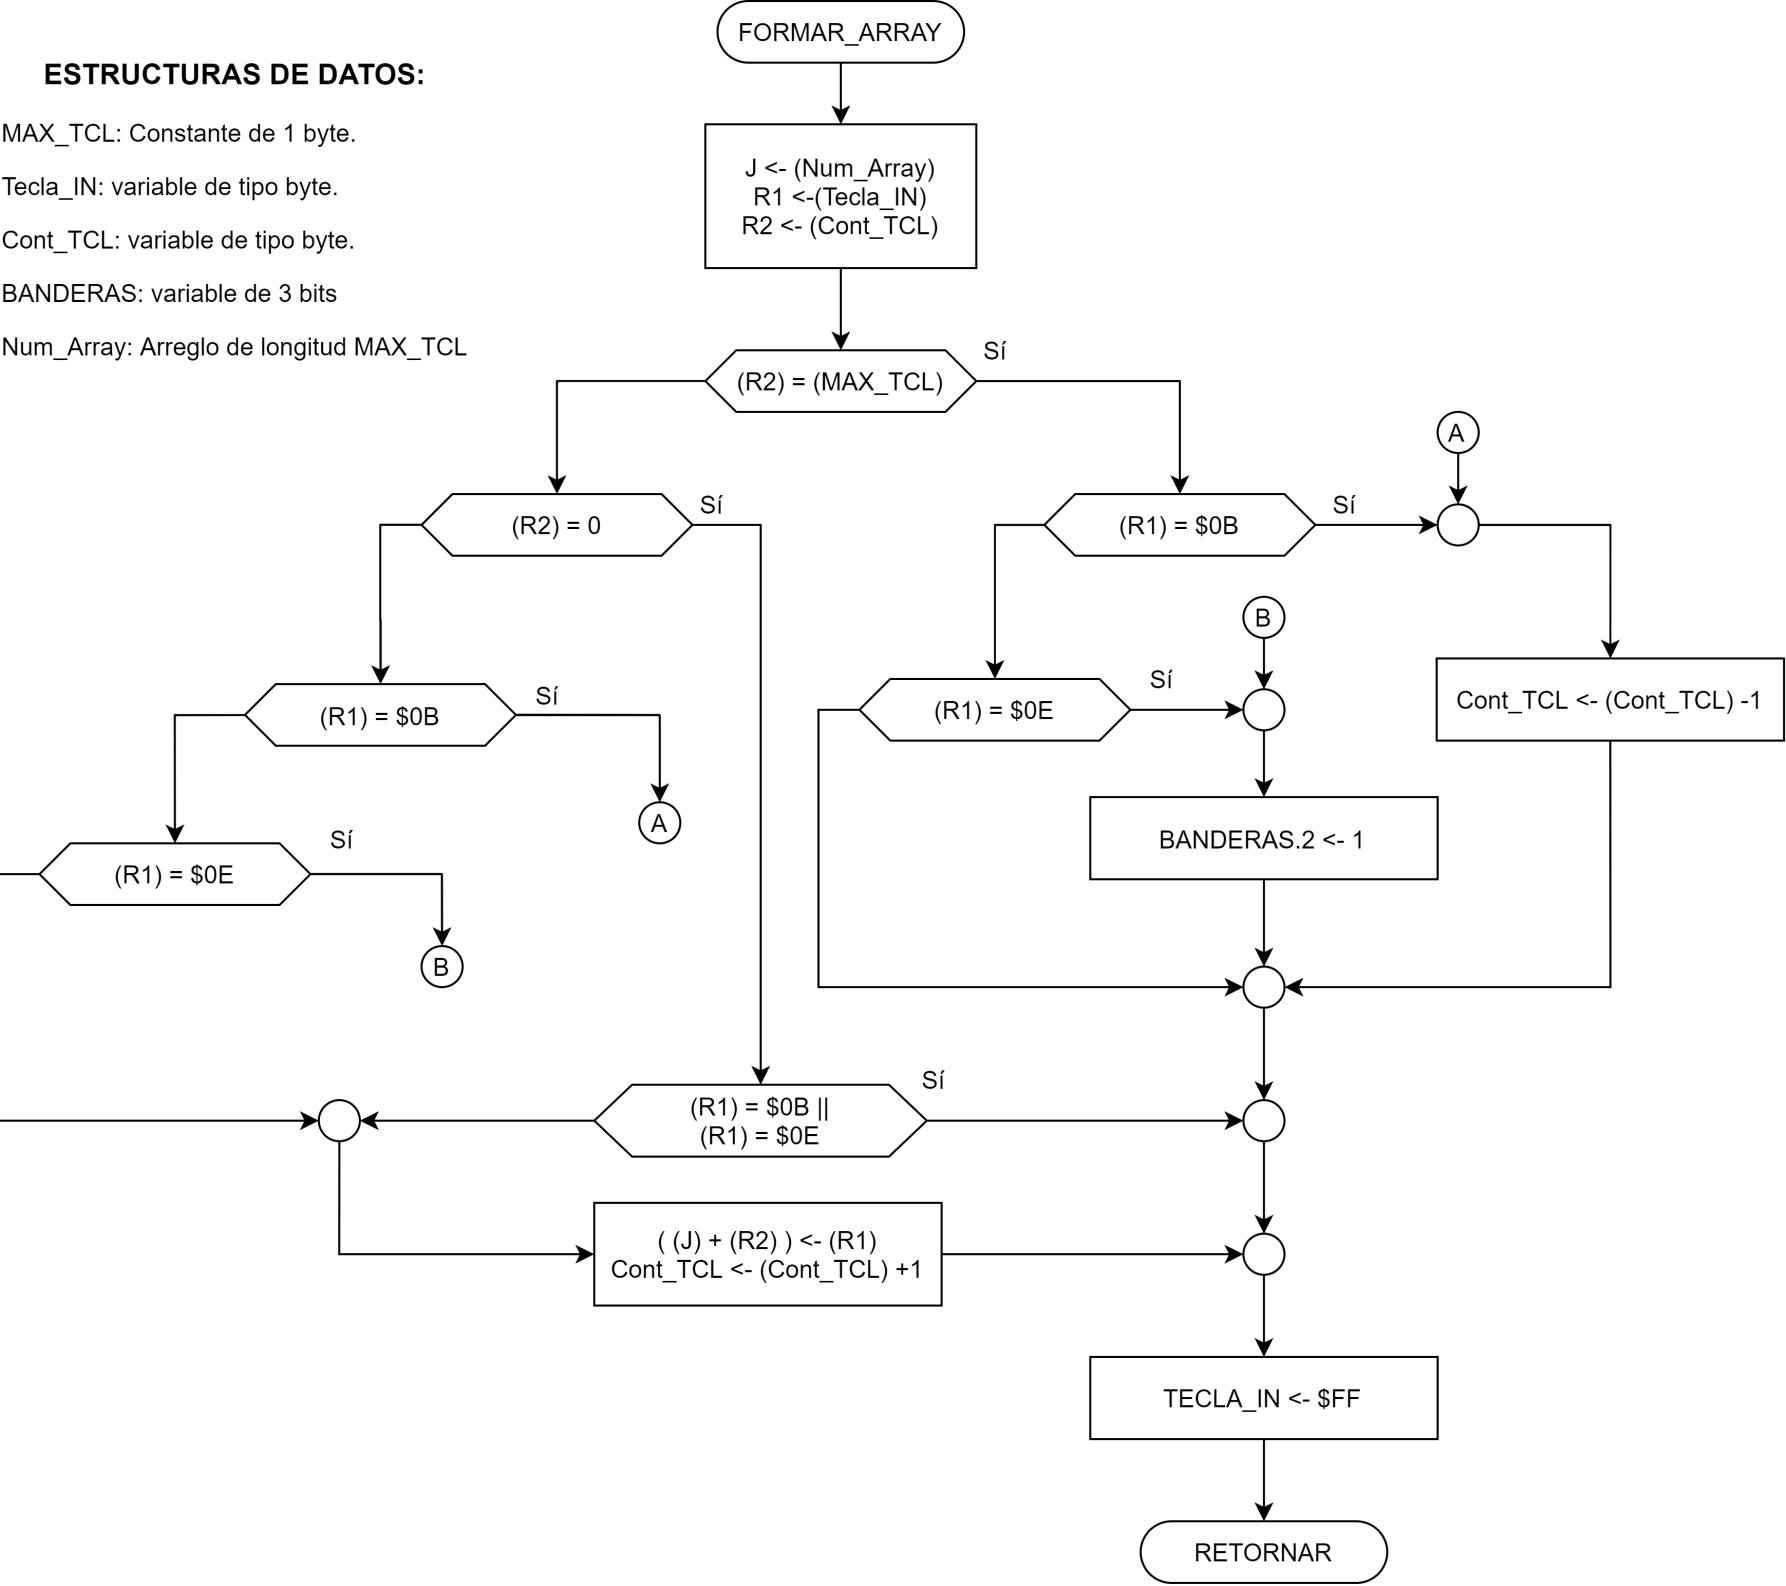 FORMAR_ARRAY
ESTRUCTURAS DE DATOS:
MAX_TCL: Constante de 1 byte.
Tecla_IN: variable de tipo byte.
Cont_TCL: variable de tipo byte.
BANDERAS: variable de 3 bits
Num_Array: Arreglo de longitud MAX_TCL
J <- (Num_Array)
R1 <-(Tecla_IN)
R2 <- (Cont_TCL)
Sí
(R2) = (MAX_TCL)
A
Sí
(R2) = 0
Sí
(R1) = $0B
B
Sí
(R1) = $0B
Sí
(R1) = $0E
Cont_TCL <- (Cont_TCL) -1
A
Sí
(R1) = $0E
BANDERAS.2 <- 1
B
Sí
(R1) = $0B ||
(R1) = $0E
( (J) + (R2) ) <- (R1)
Cont_TCL <- (Cont_TCL) +1
TECLA_IN <- $FF
RETORNAR